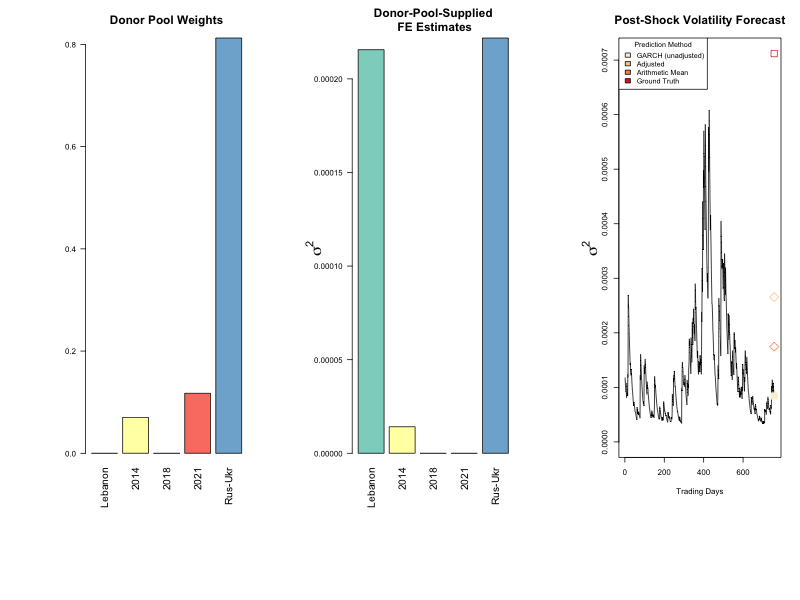 Donor Pool Weights
0.8
0.6
0.4
0.2
0.0
Lebanon
2014
2018
2021
Rus-Ukr
Donor-Pool-Supplied
FE Estimates
σ²
0.00020
0.00015
0.00010
0.00005
0.00000
Lebanon
2014
2018
2021
Rus-Ukr
Post-Shock Volatility Forecast
Prediction Method
GARCH (unadjusted)
Adjusted
Arithmetic Mean
Ground Truth
σ²
0.0007
0.0006
0.0005
0.0004
0.0003
0.0002
0.0001
0.0000
0 200 400 600
Trading Days